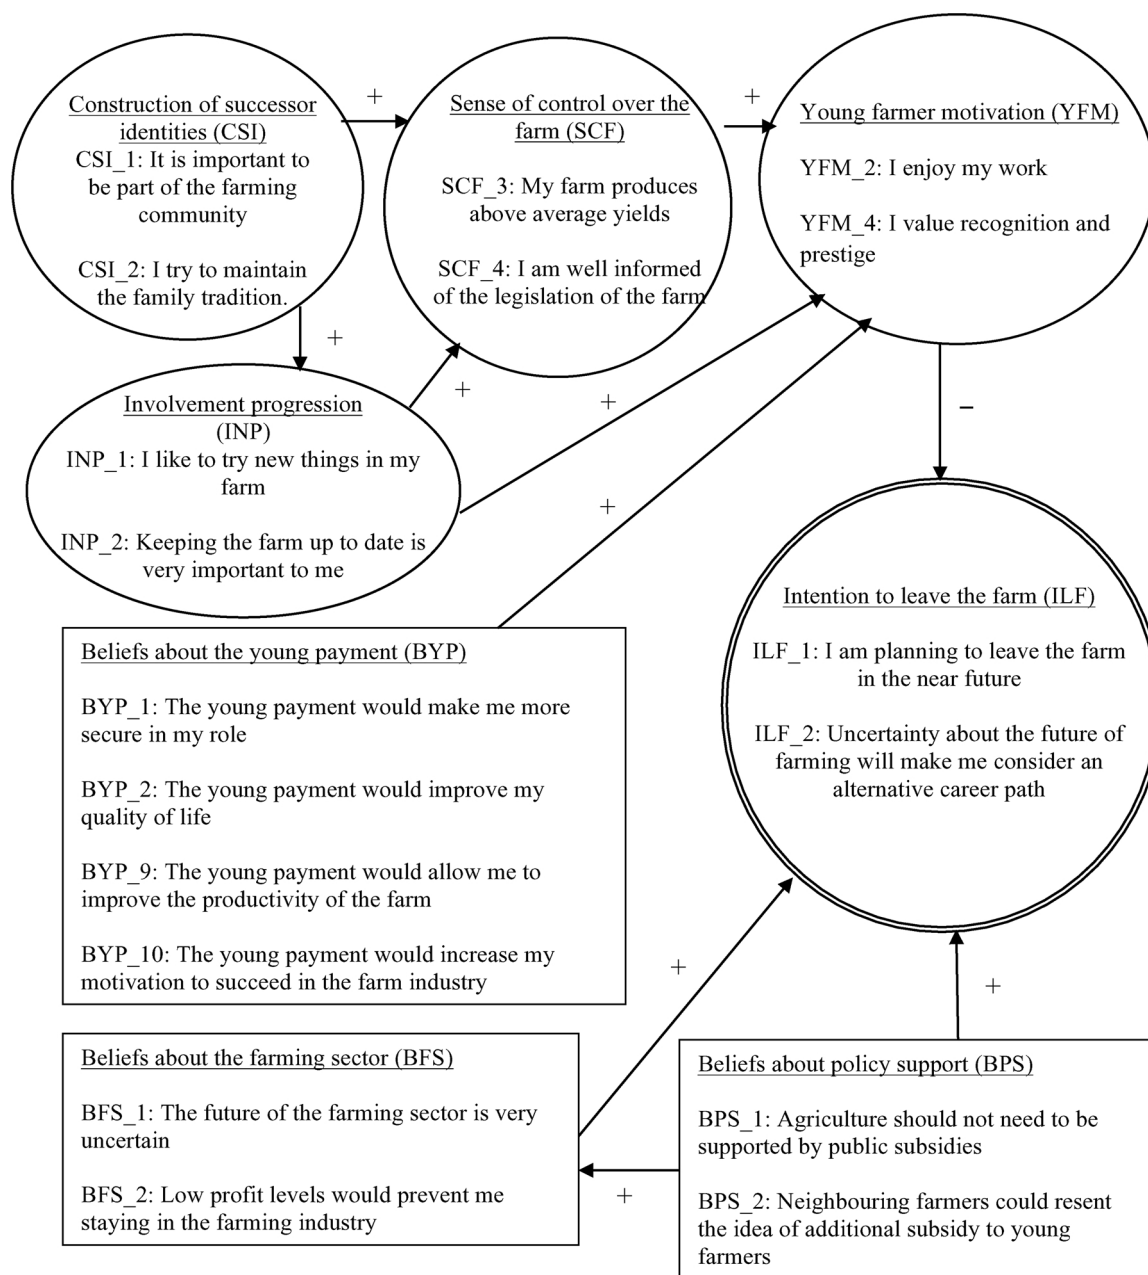 Construction of successor
identities (CSI)
CSI_1: It is important to
be part of the farming
community
CSI_2: I try to maintain
the family tradition.
+
Sense of control over the
farm (SCF)
SCF_3: My farm produces
above average yields
SCF_4: I am well informed
of the legislation of the farm
+
Young farmer motivation (YFM)
YFM_2: I enjoy my work
YFM_4: I value recognition and
prestige
+
+
+
+
−
Involvement progression
(INP)
INP_1: I like to try new things in my
farm
INP_2: Keeping the farm up to date is
very important to me
Intention to leave the farm (ILF)
ILF_1: I am planning to leave the farm
in the near future
ILF_2: Uncertainty about the future of
farming will make me consider an
alternative career path
Beliefs about the young payment (BYP)
BYP_1: The young payment would make me more
secure in my role
BYP_2: The young payment would improve my
quality of life
BYP_9: The young payment would allow me to
improve the productivity of the farm
BYP_10: The young payment would increase my
motivation to succeed in the farm industry
+
+
Beliefs about the farming sector (BFS)
BFS_1: The future of the farming sector is very
uncertain
BFS_2: Low profit levels would prevent me
staying in the farming industry
+
Beliefs about policy support (BPS)
BPS_1: Agriculture should not need to be
supported by public subsidies
BPS_2: Neighbouring farmers could resent
the idea of additional subsidy to young
farmers